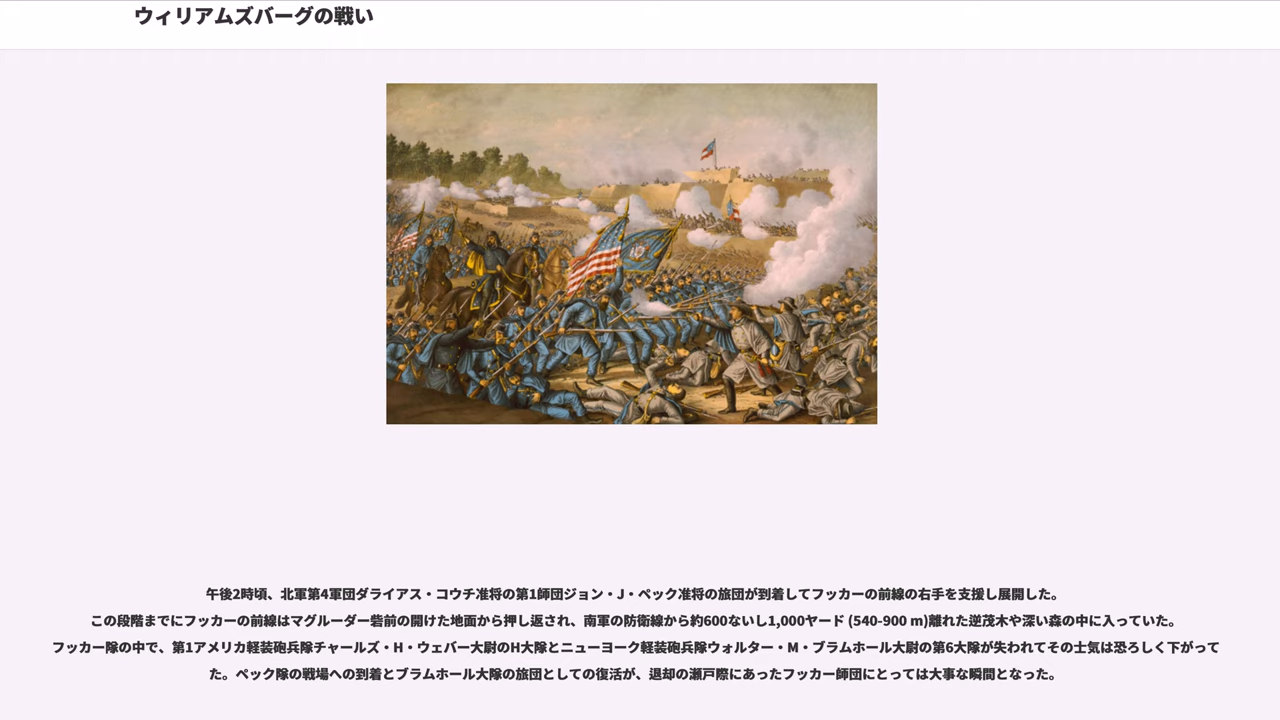 ウィリアムズバーグの戦い
午後2時頃、北軍第4軍団ダライアス・コウチ准将の第1師団ジョン・J・ペック准将の旅団が到着してフッカーの前線の右手を支援し展開した。
この段階までにフッカーの前線はマグルーダー砦前の開けた地面から押し返され、南軍の防衛線から約600ないし1,000ヤード (540-900 m)離れた逆茂木や深い森の中に入っていた。
フッカー隊の中で、第1アメリカ軽装砲兵隊チャールズ・H・ウェバー大尉のH大隊とニューヨーク軽装砲兵隊ウォルター・M・ブラムホール大尉の第6大隊が失われてその士気は恐ろしく下がって
た。ペック隊の戦場への到着とブラムホール大隊の旅団としての復活が、退却の瀬戸際にあったフッカー師団にとっては大事な瞬間となった。